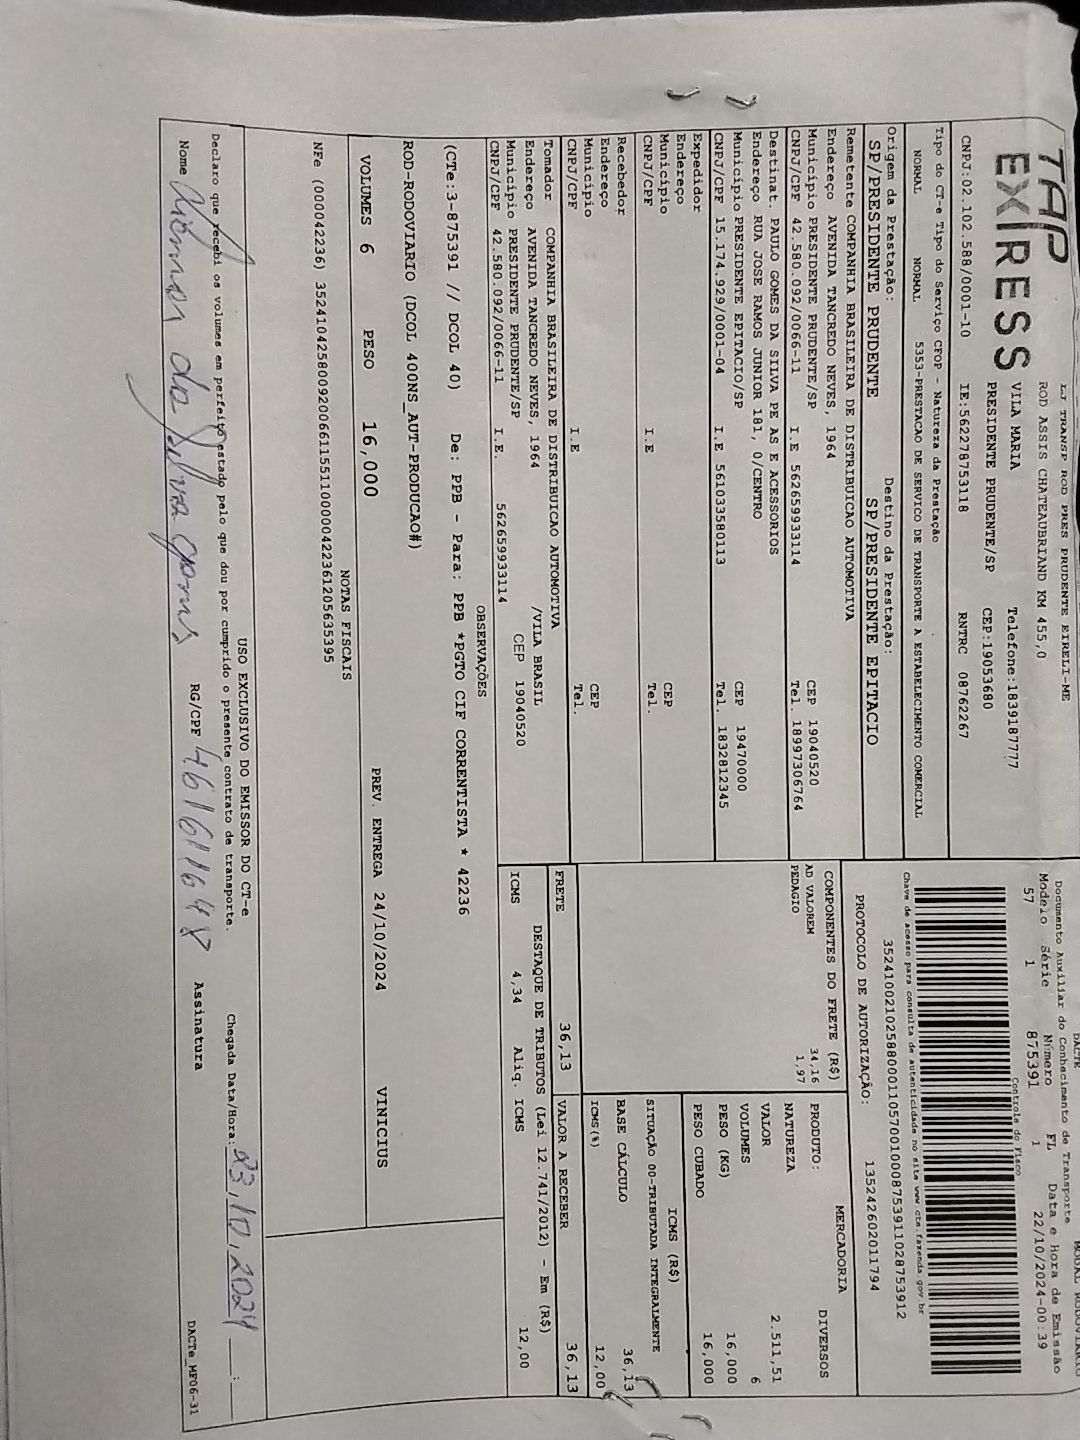 TAP
EXPRESS
LJ TRANSP ROD PRES PRUDENTE EIRELI-ME
ROD ASSIS CHATEAUBRIAND KM 455,0
VILA MARIA Telefone:1839187777
PRESIDENTE PRUDENTE/SP CEP:19053680
CNPJ:02.102.588/0001-10 IE:562278753118 RNTRC 08762267
DACTE MODAL RODOVIARIO
Documento Auxiliar do Conhecimento de Transporte
Modelo Série Número FL Data e Hora de Emissão
57 1 875391 1 22/10/2024-00:39
Controle do Fisco
Chave de acesso para consulta de autenticidade no site www.cte.fazenda.gov.br
Tipo do CT-e Tipo do Serviço CFOP - Natureza da Prestação
NORMAL NORMAL 5353-PRESTACAO DE SERVICO DE TRANSPORTE A ESTABELECIMENTO COMERCIAL
35241002102588000110570010008753911028753912
PROTOCOLO DE AUTORIZAÇÃO: 135242602011794
Origem da Prestação: Destino da Prestação:
SP/PRESIDENTE PRUDENTE SP/PRESIDENTE EPITACIO
Remetente COMPANHIA BRASILEIRA DE DISTRIBUICAO AUTOMOTIVA
Endereço AVENIDA TANCREDO NEVES, 1964
Município PRESIDENTE PRUDENTE/SP CEP 19040520
CNPJ/CPF 42.580.092/0066-11 I.E 562659933114 Tel. 18997306764
Destinat. PAULO GOMES DA SILVA PE AS E ACESSORIOS
Endereço RUA JOSE RAMOS JUNIOR 181, 0/CENTRO
Município PRESIDENTE EPITACIO/SP CEP 19470000
CNPJ/CPF 15.174.929/0001-04 I.E 561033580113 Tel. 1832812345
Expedidor
Endereço
Município CEP
CNPJ/CPF I.E Tel.
Recebedor
Endereço
Município CEP
CNPJ/CPF I.E Tel.
Tomador COMPANHIA BRASILEIRA DE DISTRIBUICAO AUTOMOTIVA
Endereço AVENIDA TANCREDO NEVES, 1964 /VILA BRASIL
Município PRESIDENTE PRUDENTE/SP CEP 19040520
CNPJ/CPF 42.580.092/0066-11 I.E. 562659933114
COMPONENTES DO FRETE (R$)
AD VALOREM 34,16
PEDAGIO 1,97
MERCADORIA
PRODUTO: DIVERSOS
NATUREZA
VALOR 2.511,51
VOLUMES 6
PESO (KG) 16,000
PESO CUBADO 16,000
ICMS (R$)
SITUAÇÃO 00-TRIBUTADA INTEGRALMENTE
BASE CÁLCULO 36,13
ICMS(%) 12,00
FRETE 36,13 VALOR A RECEBER 36,13
DESTAQUE DE TRIBUTOS (Lei 12.741/2012) - Em (R$)
ICMS 4,34 Aliq. ICMS 12,00
OBSERVAÇÕES
(CTe:3-875391 // DCOL 40) De: PPB - Para: PPB *PGTO CIF CORRENTISTA * 42236
ROD-RODOVIARIO (DCOL 400NS_AUT-PRODUCAO#)
VOLUMES 6 PESO 16,000 PREV. ENTREGA 24/10/2024 VINICIUS
NOTAS FISCAIS
NFe (00042236) 35241042580092006611551100000422361205635395
USO EXCLUSIVO DO EMISSOR DO CT-e
Declaro que recebi os volumes em perfeito estado pelo que dou por cumprido o presente contrato de transporte. Chegada Data/Hora: 23,10,2024 __:__
Nome da Silva gomes RG/CPF 461611648 Assinatura
DACTe_MF06-31